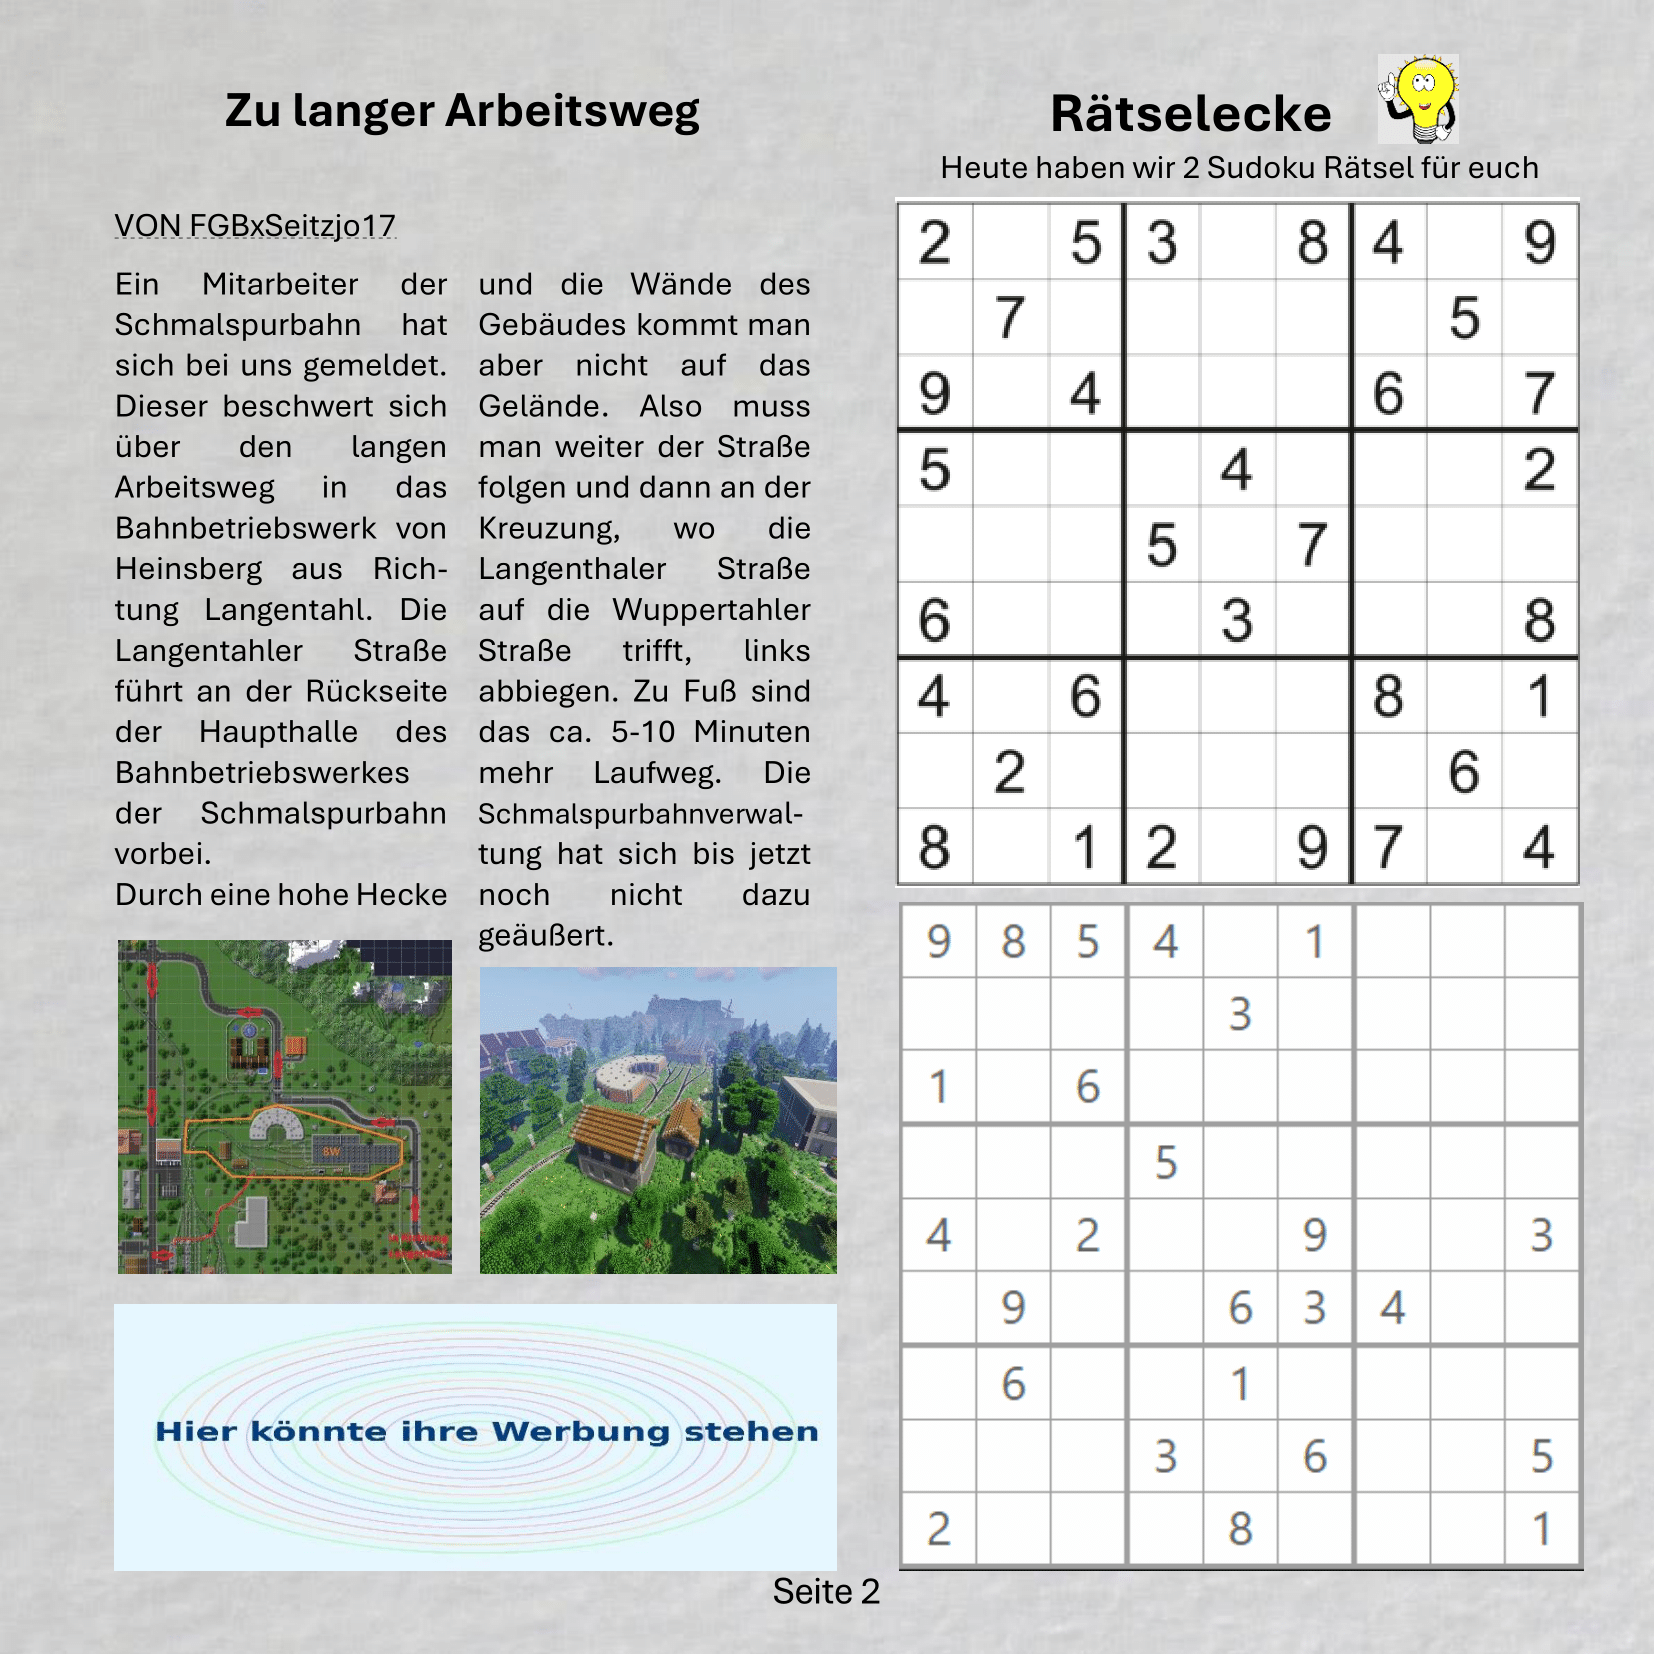 Zu langer Arbeitsweg
VON FGBxSeitzjo17
Ein Mitarbeiter der
Schmalspurbahn hat
sich bei uns gemeldet.
Dieser beschwert sich
über den langen
Arbeitsweg in das
Bahnbetriebswerk von
Heinsberg aus Rich-
tung Langentahl. Die
Langentahler Straße
führt an der Rückseite
der Haupthalle des
Bahnbetriebswerkes
der Schmalspurbahn
vorbei.
Durch eine hohe Hecke
und die Wände des
Gebäudes kommt man
aber nicht auf das
Gelände. Also muss
man weiter der Straße
folgen und dann an der
Kreuzung, wo die
Langenthaler Straße
auf die Wuppertahler
Straße trifft, links
abbiegen. Zu Fuß sind
das ca. 5-10 Minuten
mehr Laufweg. Die
Schmalspurbahnverwal-
tung hat sich bis jetzt
noch nicht dazu
geäußert.
BW
Hier könnte ihre Werbung stehen
Rätselecke
Heute haben wir 2 Sudoku Rätsel für euch
2 5 3 8 4 9
7 5
9 4 6 7
5 4 2
5 7
6 3 8
4 6 8 1
2 6
8 1 2 9 7 4
9 8 5 4 1
3
1 6
5
4 2 9 3
9 6 3 4
6 1
3 6 5
2 8 1
Seite 2